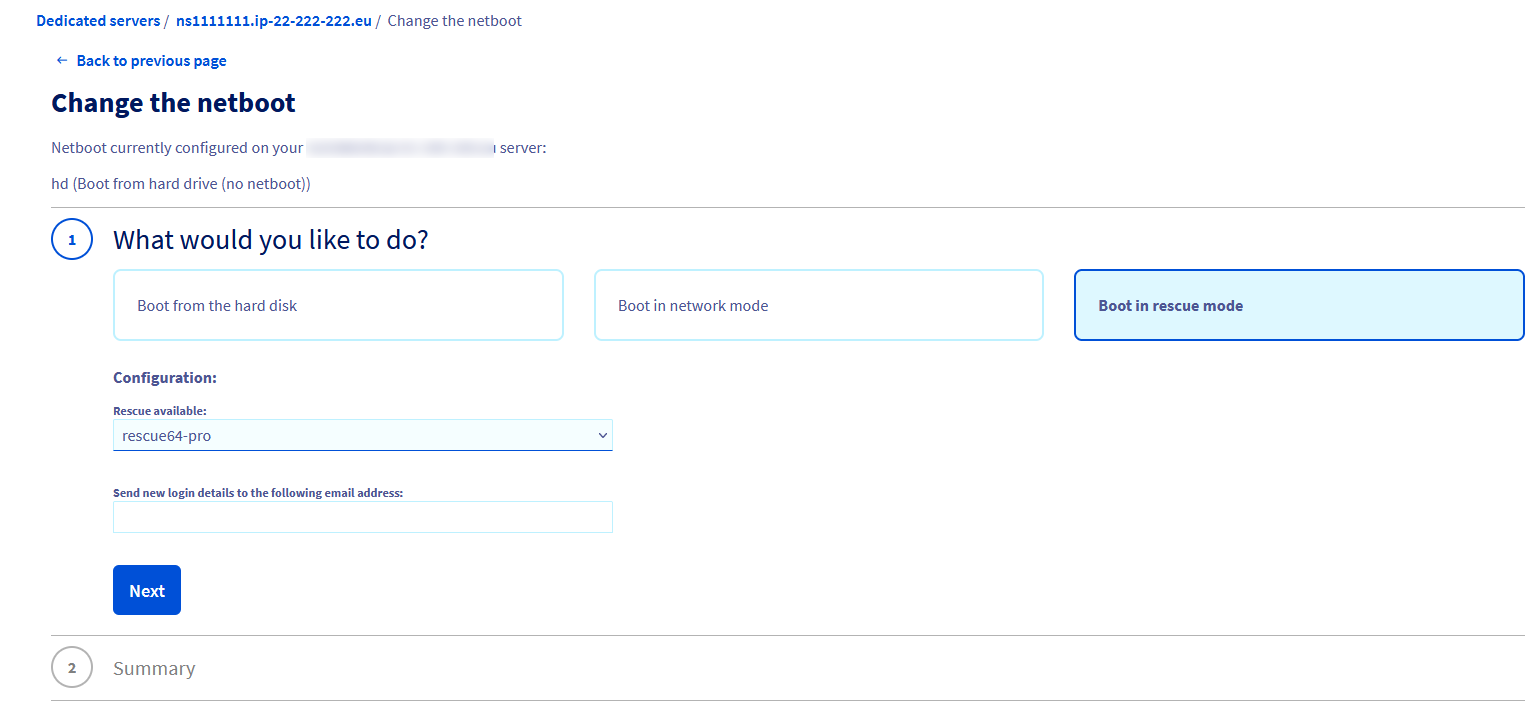 Dedicated servers / ns1111111.ip-22-222-222.eu / Change the netboot
← Back to previous page
Change the netboot
Netboot currently configured on your server:
hd (Boot from hard drive (no netboot))
1 What would you like to do?
Boot from the hard disk Boot in network mode Boot in rescue mode
Configuration:
Rescue available:
rescue64-pro
Send new login details to the following email address:
Next
2 Summary